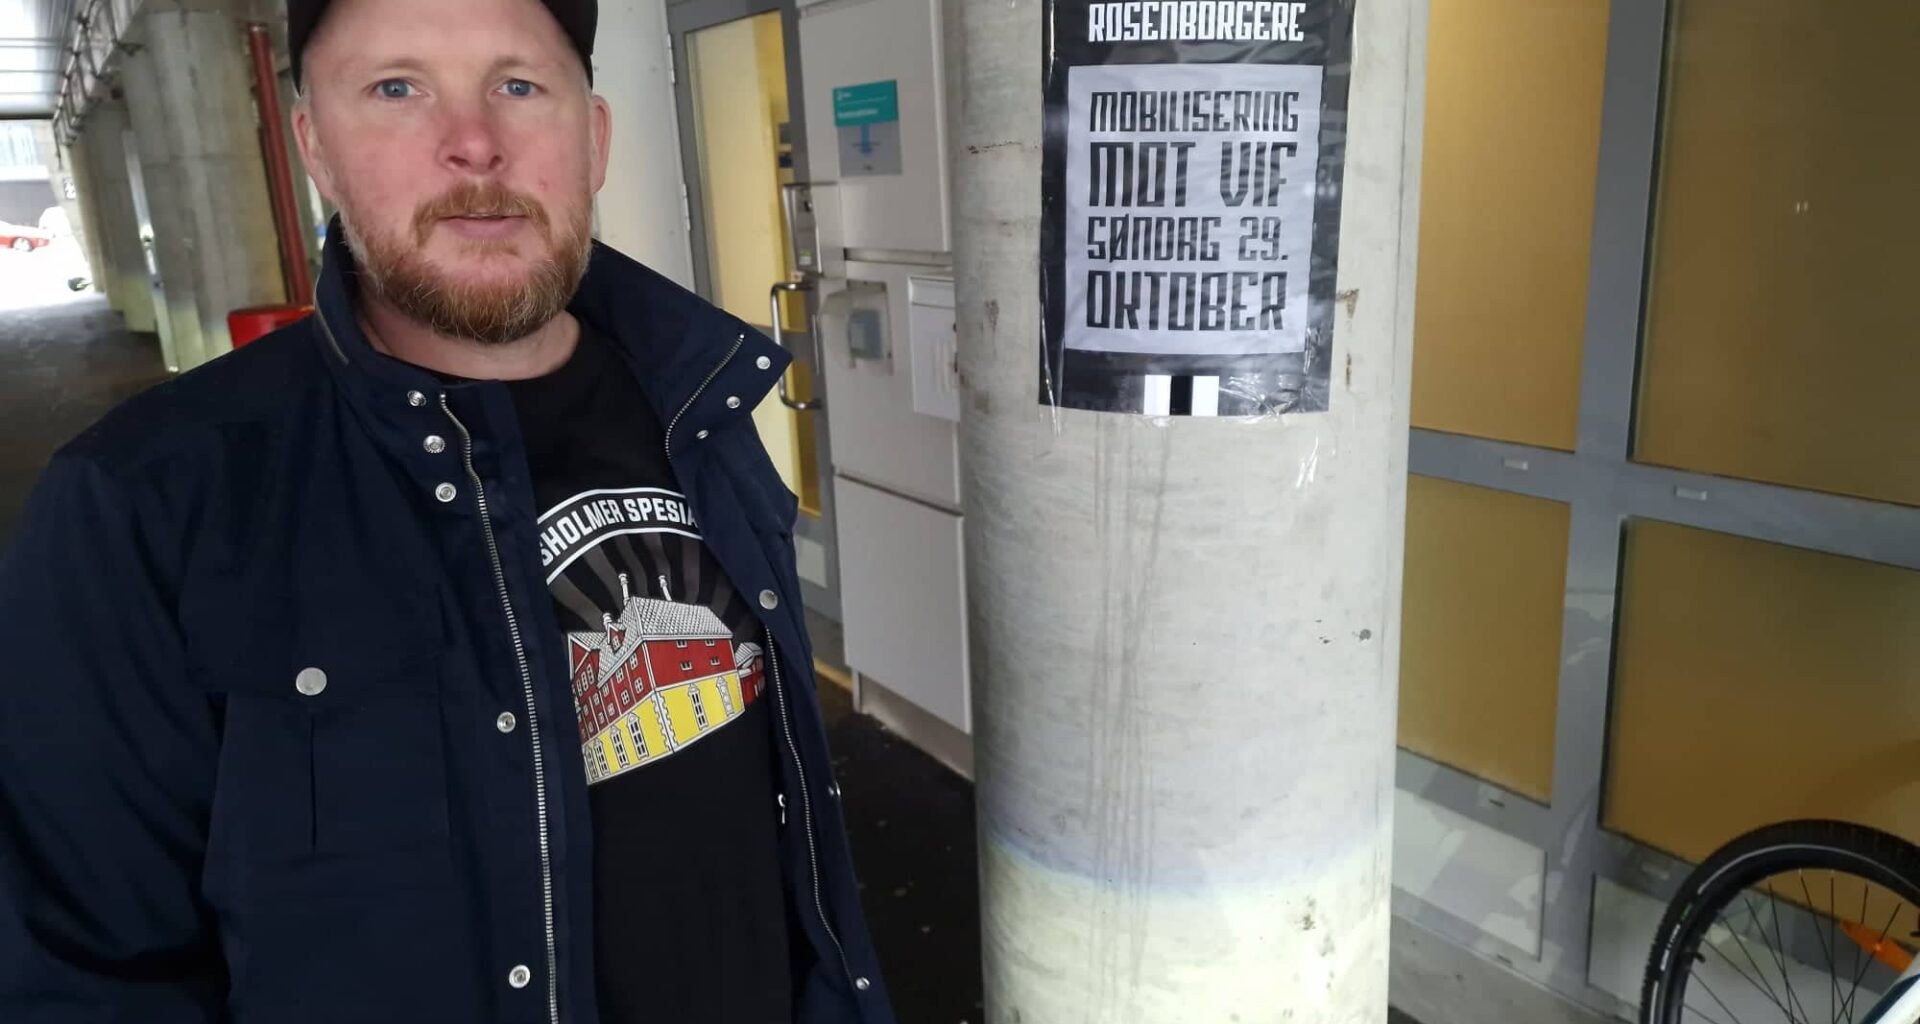 ROSENBORGERE
MOBILISERING
MOT VIF
SØNDAG 29.
OKTOBER
SHOLMER SPESIA